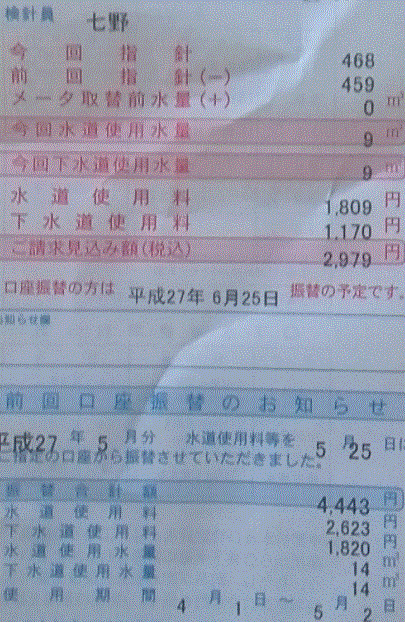 検針員 七野
今回指針 468
前回指針(−) 459
メータ取替前水量(+) 0 m³
今回水道使用水量 9 m³
今回下水道使用水量 9 m³
水道使用料 1,809 円
下水道使用料 1,170 円
ご請求見込み額(税込) 2,979 円
口座振替の方は 平成27年 6月25日 振替の予定です。
お知らせ欄
前回口座振替のお知らせ
平成27年 5月分 水道使用料等を 5月25日に
ご指定の口座から振替させていただきました。
振替合計額 4,443 円
水道使用料 2,623 円
下水道使用料 1,820 円
水道使用水量 14 m³
下水道使用水量 14 m³
使用期間 4月1日〜5月2日